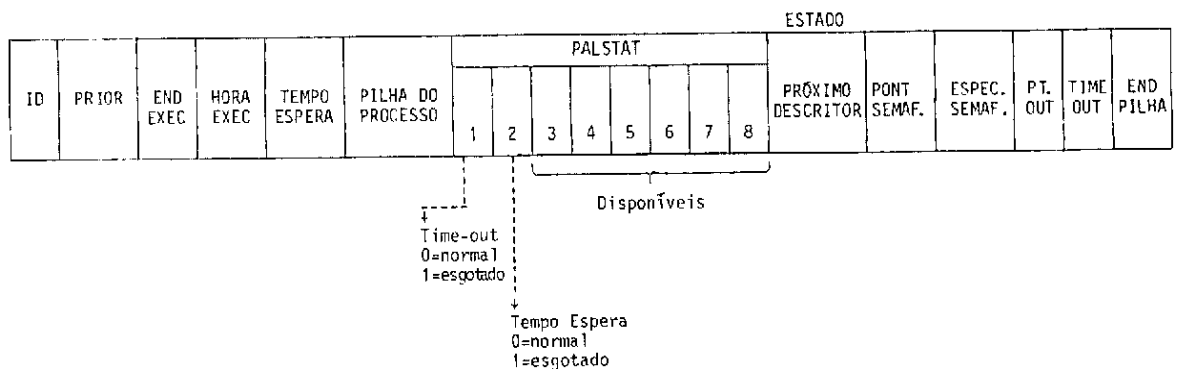 ESTADO
PALSTAT
ID
PRIOR
END
EXEC
HORA
EXEC
TEMPO
ESPERA
PILHA DO
PROCESSO
1 2 3 4 5 6 7 8
PRÓXIMO
DESCRITOR
PONT
SEMAF.
ESPEC.
SEMAF.
PT.
OUT
TIME
OUT
END
PILHA
Disponíveis
Time-out
0=normal
1=esgotado
Tempo Espera
0=normal
1=esgotado